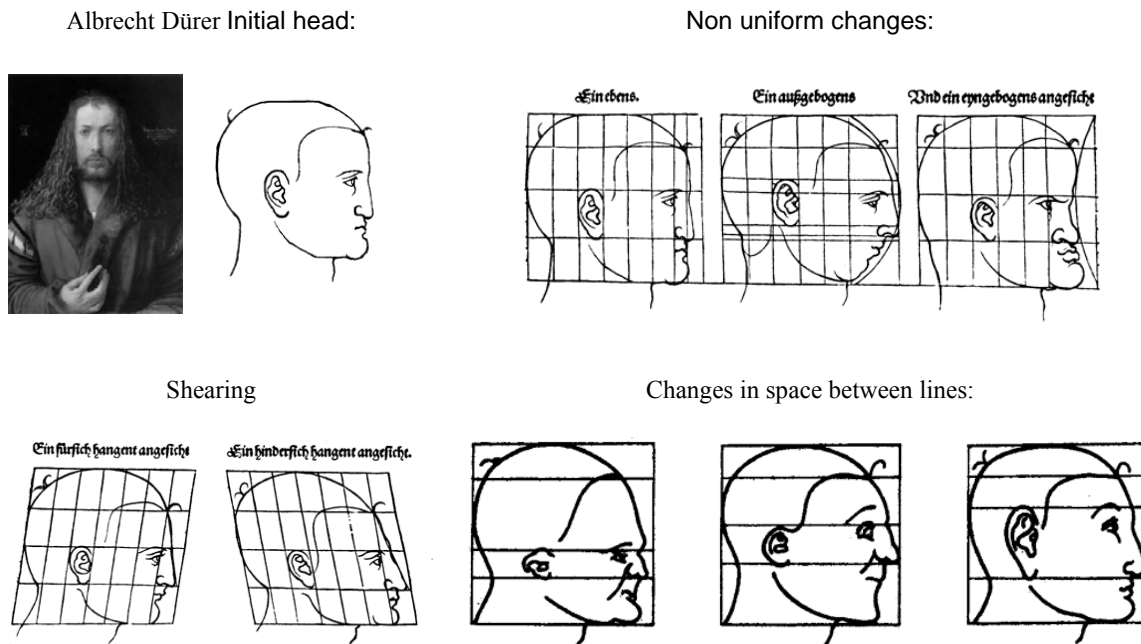 Albrecht Dürer Initial head:
Non uniform changes:
Ein ebens.
Ein außgebogens
Vnd ein eyngebogens angesicht
Shearing
Changes in space between lines:
Ein fürsich hangent angesicht
Ein hindersich hangent angesicht.